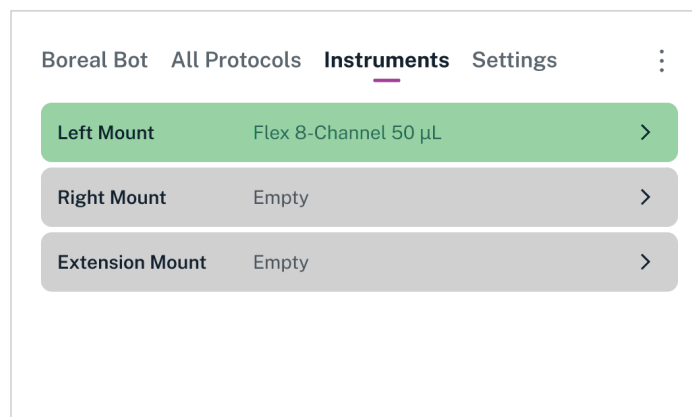 Boreal Bot All Protocols Instruments Settings
Left Mount Flex 8-Channel 50 µL
Right Mount Empty
Extension Mount Empty